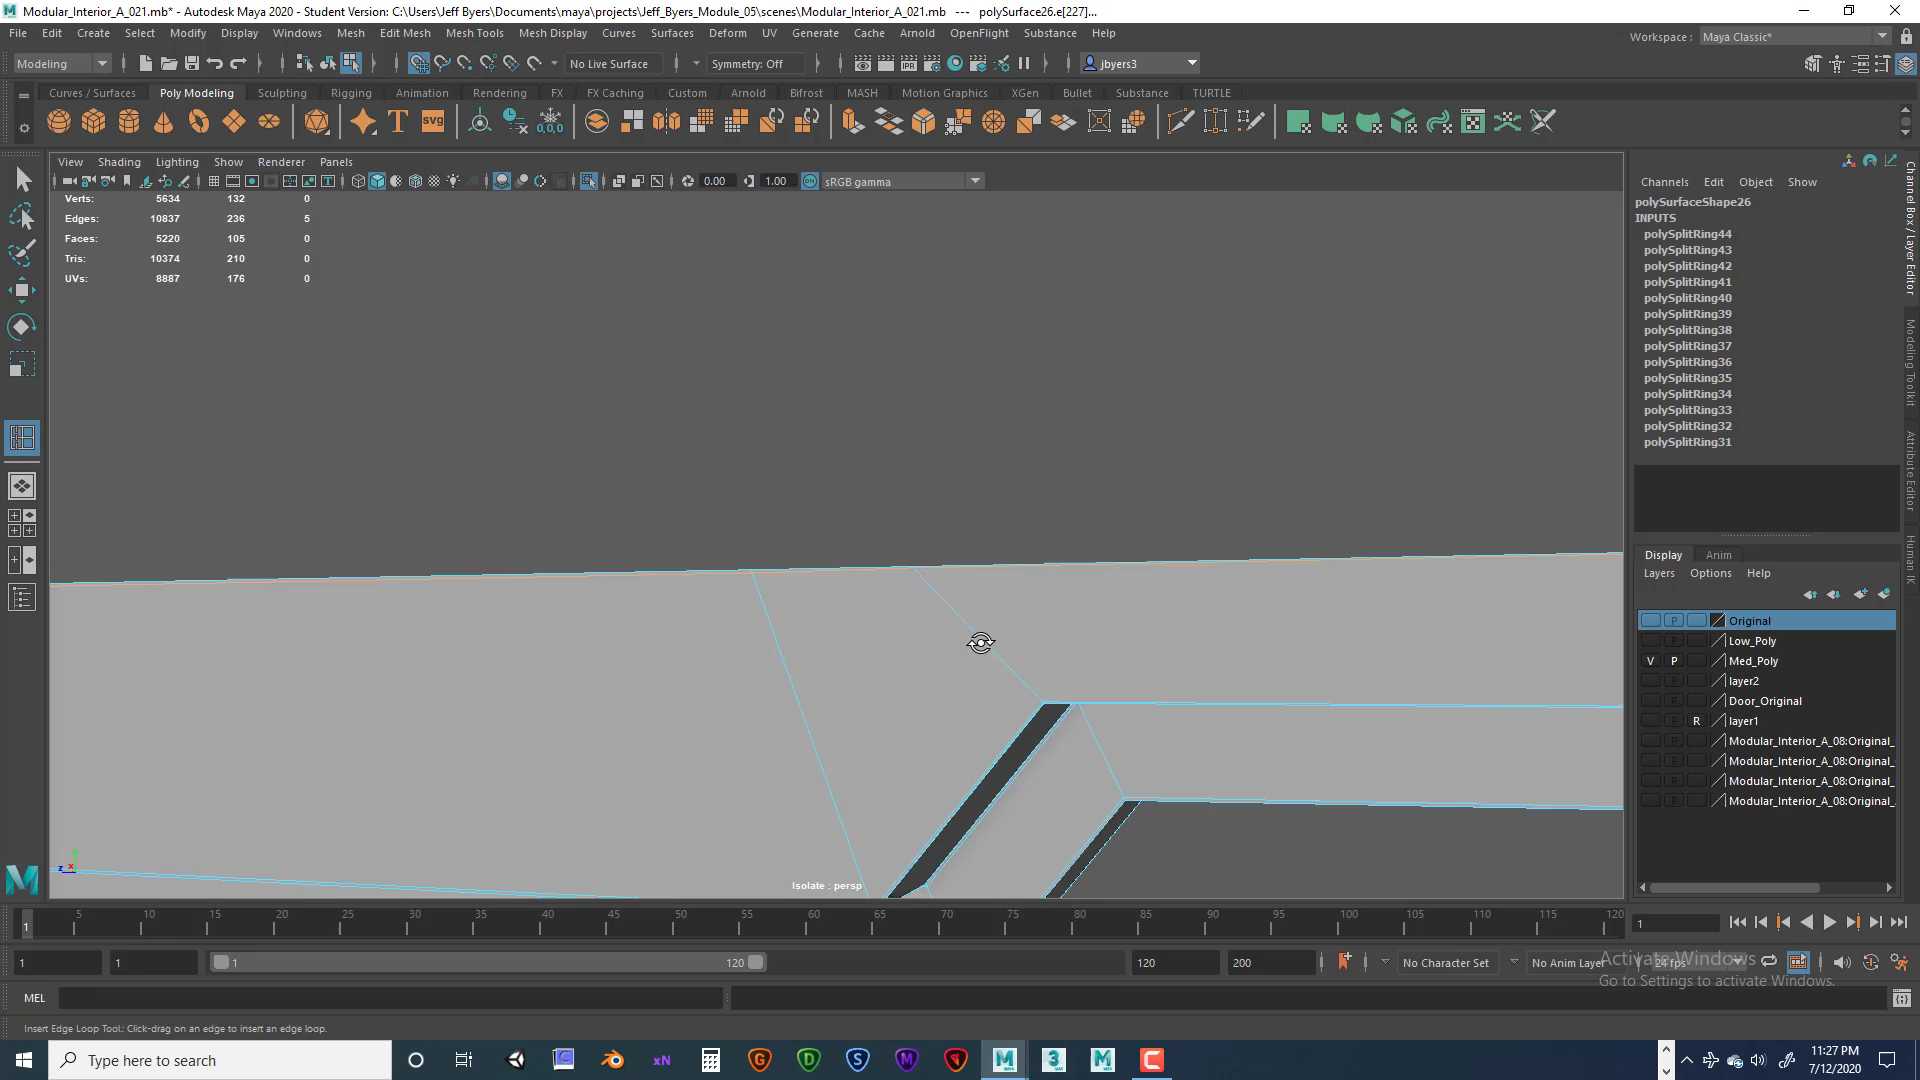 Modular_Interior_A_021.mb* - Autodesk Maya 2020 - Student Version: C:\Users\Jeff Byers\Documents\maya\projects\Jeff_Byers_Module_05\scenes\Modular_Interior_A_021.mb   ---   polySurface26.e[227]...
File Edit Create Select Modify Display Windows Mesh Edit Mesh Mesh Tools Mesh Display Curves Surfaces Deform UV Generate Cache Arnold OpenFlight Substance Help
Workspace : Maya Classic*
Modeling No Live Surface Symmetry: Off jbyers3
Curves / Surfaces Poly Modeling Sculpting Rigging Animation Rendering FX FX Caching Custom Arnold Bifrost MASH Motion Graphics XGen Bullet Substance TURTLE
View Shading Lighting Show Renderer Panels
0.00 1.00 sRGB gamma
Verts: 5634 132 0
Edges: 10837 236 5
Faces: 5220 105 0
Tris: 10374 210 0
UVs: 8887 176 0
Isolate : persp
Channels Edit Object Show
polySurfaceShape26
INPUTS
polySplitRing44
polySplitRing43
polySplitRing42
polySplitRing41
polySplitRing40
polySplitRing39
polySplitRing38
polySplitRing37
polySplitRing36
polySplitRing35
polySplitRing34
polySplitRing33
polySplitRing32
polySplitRing31
Channel Box / Layer Editor
Modeling Toolkit
Attribute Editor
Human IK
Display Anim
Layers Options Help
Original
Low_Poly
V P Med_Poly
layer2
Door_Original
R layer1
Modular_Interior_A_08:Original_
Modular_Interior_A_08:Original_
Modular_Interior_A_08:Original_
Modular_Interior_A_08:Original_
1 5 10 15 20 25 30 35 40 45 50 55 60 65 70 75 80 85 90 95 100 105 110 115 120
1
1 1 1 120 120 200 No Character Set No Anim Layer 24 fps
Activate Windows
Go to Settings to activate Windows.
MEL
Insert Edge Loop Tool: Click-drag on an edge to insert an edge loop.
Type here to search
11:27 PM
7/12/2020